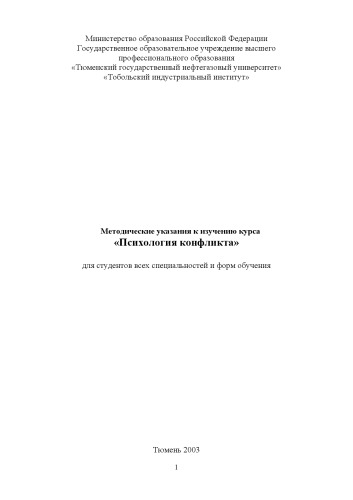 Министерство образования Российской Федерации
Государственное образовательное учреждение высшего
профессионального образования
«Тюменский государственный нефтегазовый университет»
«Тобольский индустриальный институт»
Методические указания к изучению курса
«Психология конфликта»
для студентов всех специальностей и форм обучения
Тюмень 2003
1